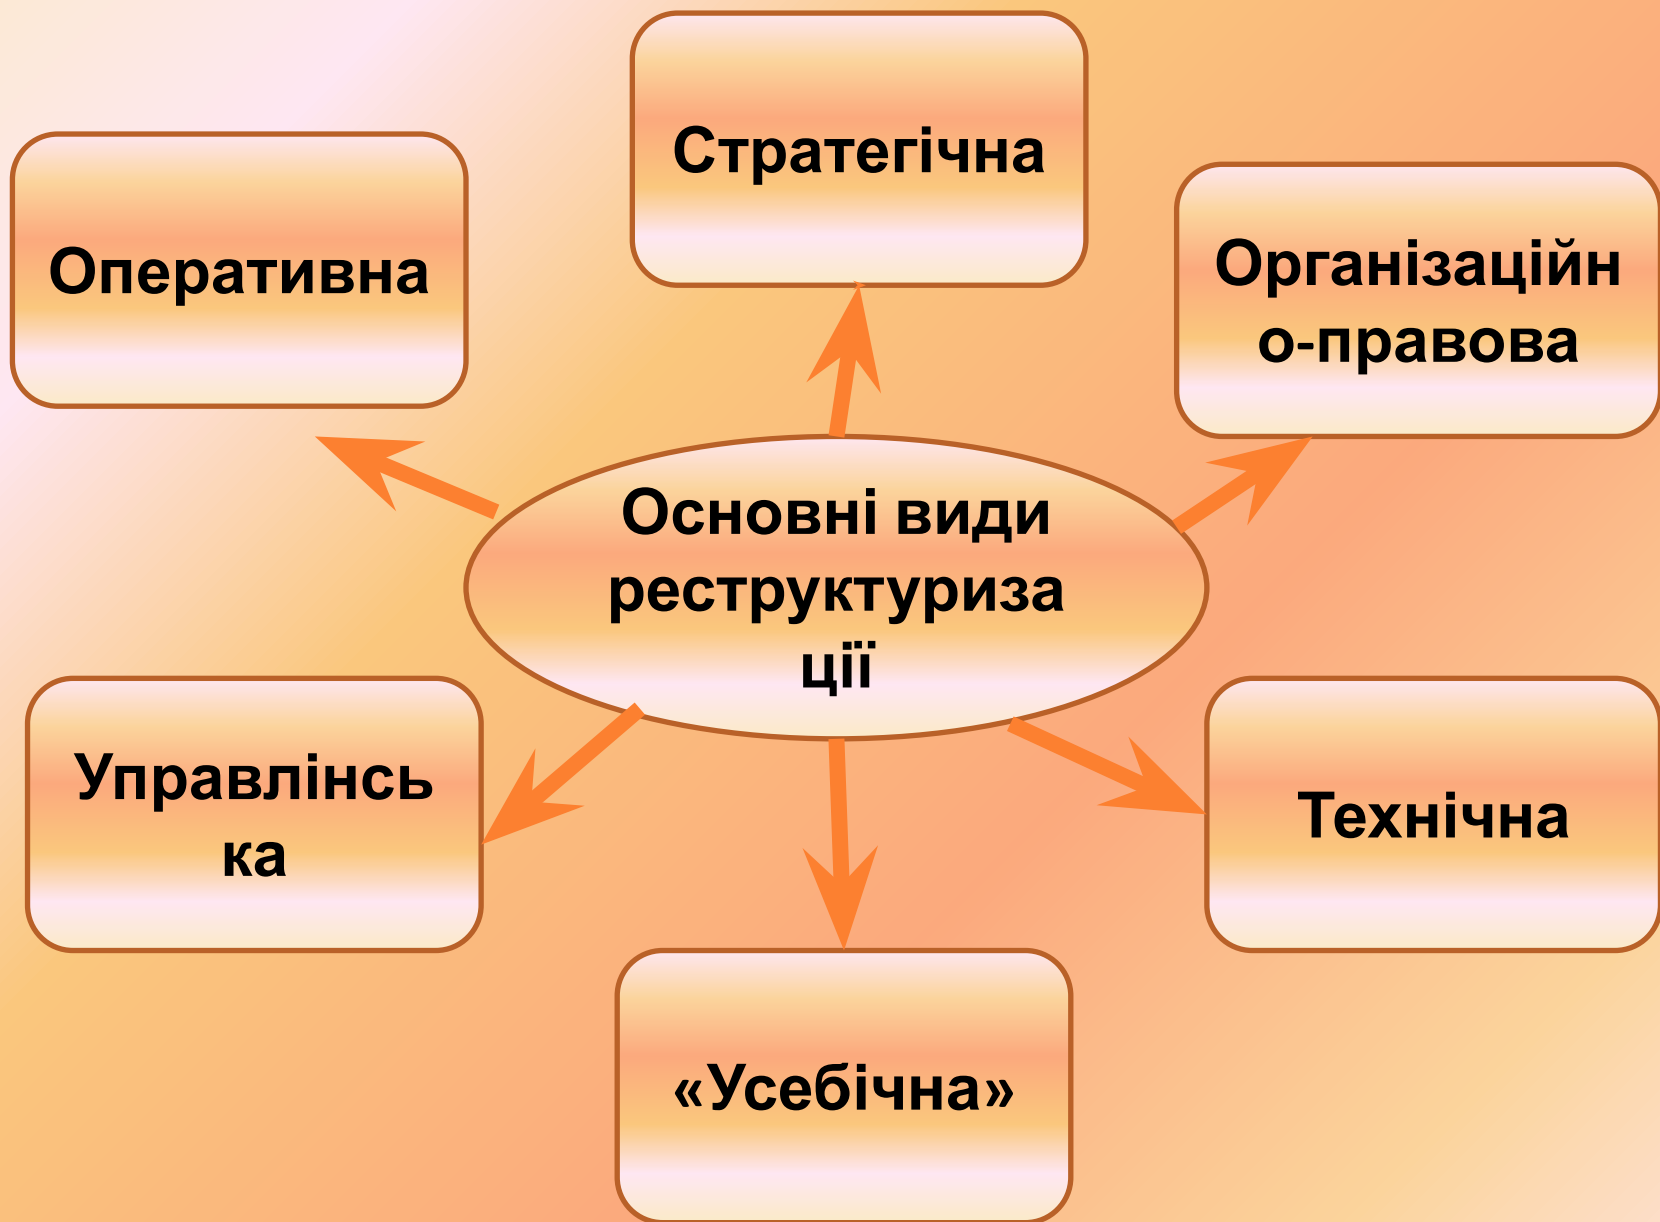 Стратегічна
Оперативна
Організаційн
о-правова
Основні види
реструктуриза
ції
Управлінсь
ка
Технічна
«Усебічна»